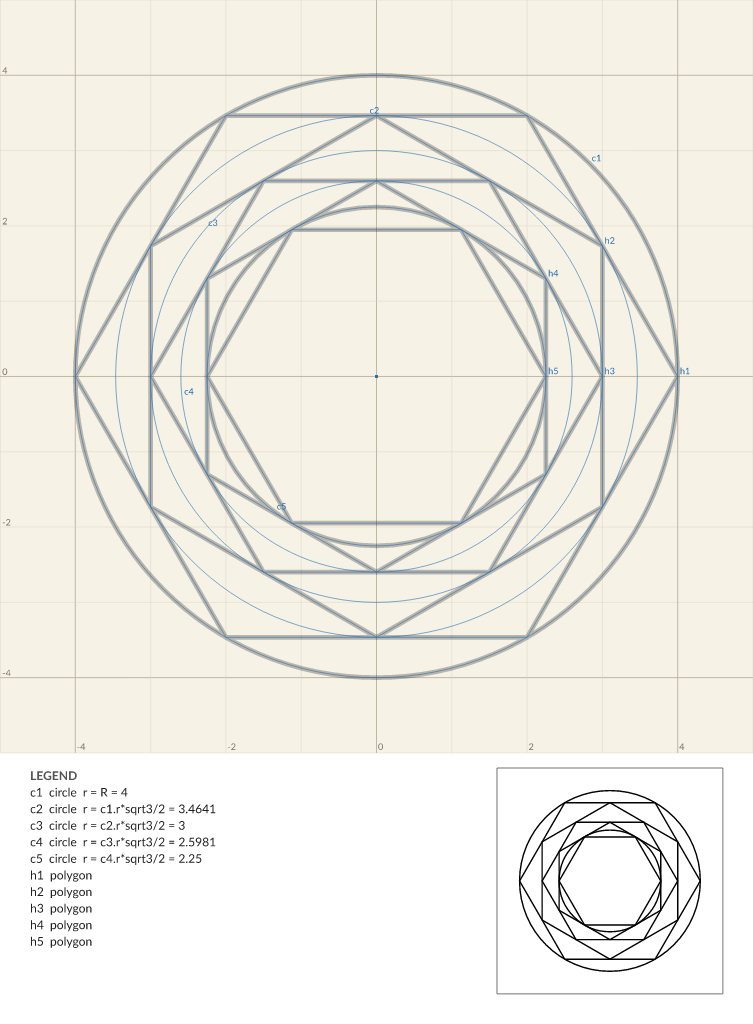 4
c2
c1
2
c3
h2
h4
0
h5
h3
h1
c4
c5
-2
-4
-4
-2
0
2
4
LEGEND
c1 circle r = R = 4
c2 circle r = c1.r*sqrt3/2 = 3.4641
c3 circle r = c2.r*sqrt3/2 = 3
c4 circle r = c3.r*sqrt3/2 = 2.5981
c5 circle r = c4.r*sqrt3/2 = 2.25
h1 polygon
h2 polygon
h3 polygon
h4 polygon
h5 polygon